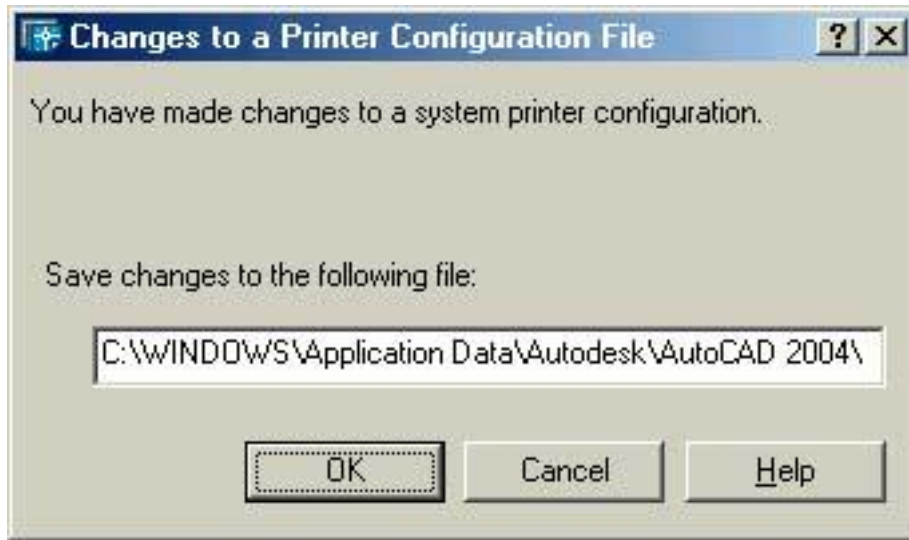 Changes to a Printer Configuration File
You have made changes to a system printer configuration.
Save changes to the following file:
C:\WINDOWS\Application Data\Autodesk\AutoCAD 2004\
OK Cancel Help